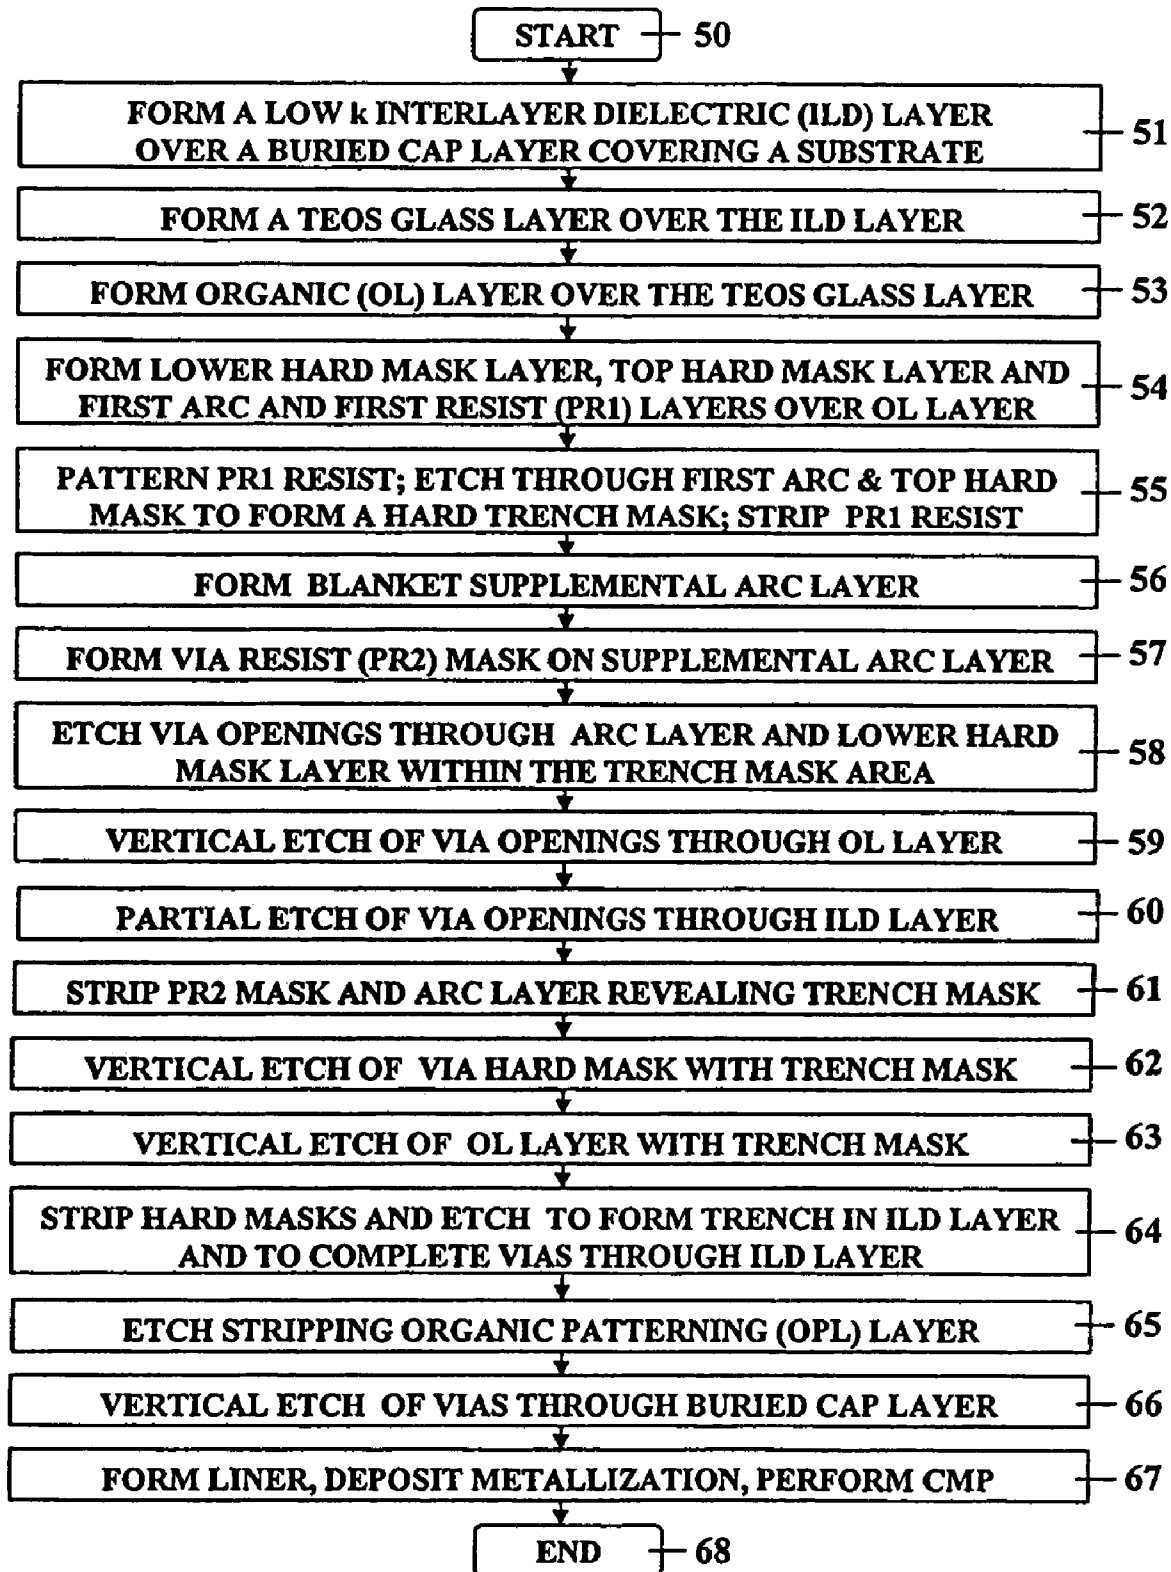 START 50
FORM A LOW k INTERLAYER DIELECTRIC (ILD) LAYER
OVER A BURIED CAP LAYER COVERING A SUBSTRATE
51
FORM A TEOS GLASS LAYER OVER THE ILD LAYER 52
FORM ORGANIC (OL) LAYER OVER THE TEOS GLASS LAYER 53
FORM LOWER HARD MASK LAYER, TOP HARD MASK LAYER AND
FIRST ARC AND FIRST RESIST (PR1) LAYERS OVER OL LAYER
54
PATTERN PR1 RESIST; ETCH THROUGH FIRST ARC & TOP HARD
MASK TO FORM A HARD TRENCH MASK; STRIP PR1 RESIST
55
FORM BLANKET SUPPLEMENTAL ARC LAYER 56
FORM VIA RESIST (PR2) MASK ON SUPPLEMENTAL ARC LAYER 57
ETCH VIA OPENINGS THROUGH ARC LAYER AND LOWER HARD
MASK LAYER WITHIN THE TRENCH MASK AREA
58
VERTICAL ETCH OF VIA OPENINGS THROUGH OL LAYER 59
PARTIAL ETCH OF VIA OPENINGS THROUGH ILD LAYER 60
STRIP PR2 MASK AND ARC LAYER REVEALING TRENCH MASK 61
VERTICAL ETCH OF VIA HARD MASK WITH TRENCH MASK 62
VERTICAL ETCH OF OL LAYER WITH TRENCH MASK 63
STRIP HARD MASKS AND ETCH TO FORM TRENCH IN ILD LAYER
AND TO COMPLETE VIAS THROUGH ILD LAYER
64
ETCH STRIPPING ORGANIC PATTERNING (OPL) LAYER 65
VERTICAL ETCH OF VIAS THROUGH BURIED CAP LAYER 66
FORM LINER, DEPOSIT METALLIZATION, PERFORM CMP 67
END 68